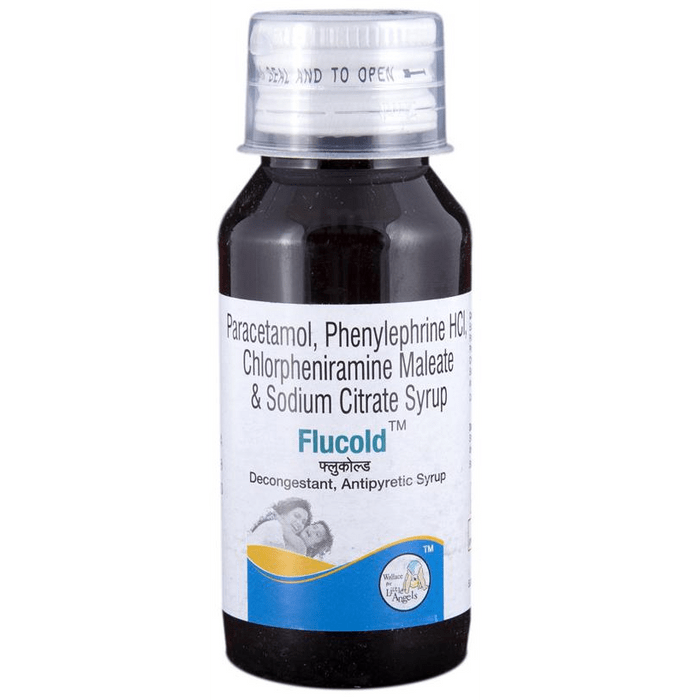 SEAL AND TO OPEN
Paracetamol, Phenylephrine HCl,
Chlorpheniramine Maleate
& Sodium Citrate Syrup
Flucold™
फ्लुकोल्ड
Decongestant, Antipyretic Syrup
TM
Wallace
for
Little
Angels